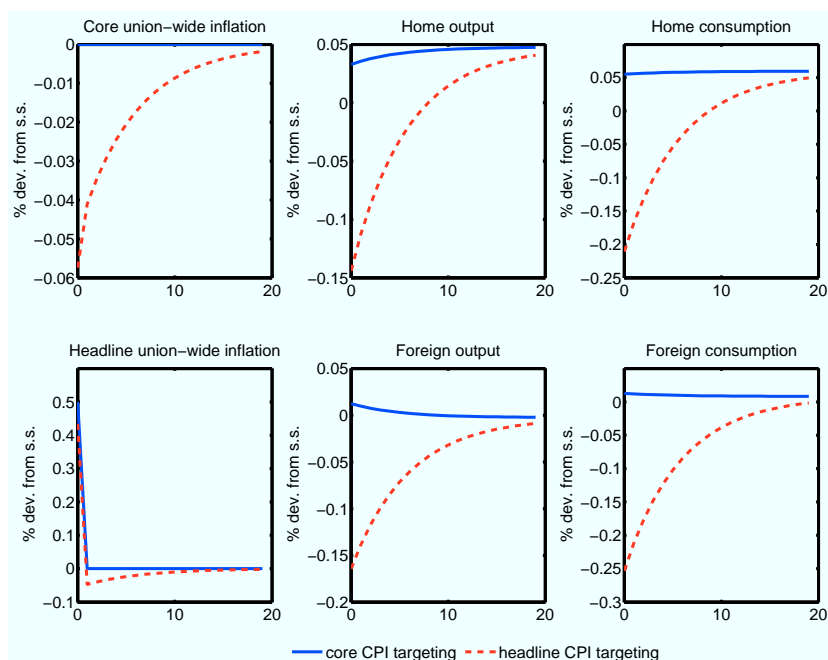 Core union−wide inflation
% dev. from s.s.
0
−0.01
−0.02
−0.03
−0.04
−0.05
−0.06
0 10 20
Home output
0.05
0
−0.05
−0.1
−0.15
0 10 20
Home consumption
% dev. from s.s.
0.05
0
−0.05
−0.1
−0.15
−0.2
−0.25
0 10 20
Headline union−wide inflation
% dev. from s.s.
0.5
0.4
0.3
0.2
0.1
0
−0.1
0 10 20
Foreign output
0.05
0
−0.05
−0.1
−0.15
−0.2
0 10 20
Foreign consumption
% dev. from s.s.
0.05
0
−0.05
−0.1
−0.15
−0.2
−0.25
−0.3
0 10 20
core CPI targeting headline CPI targeting